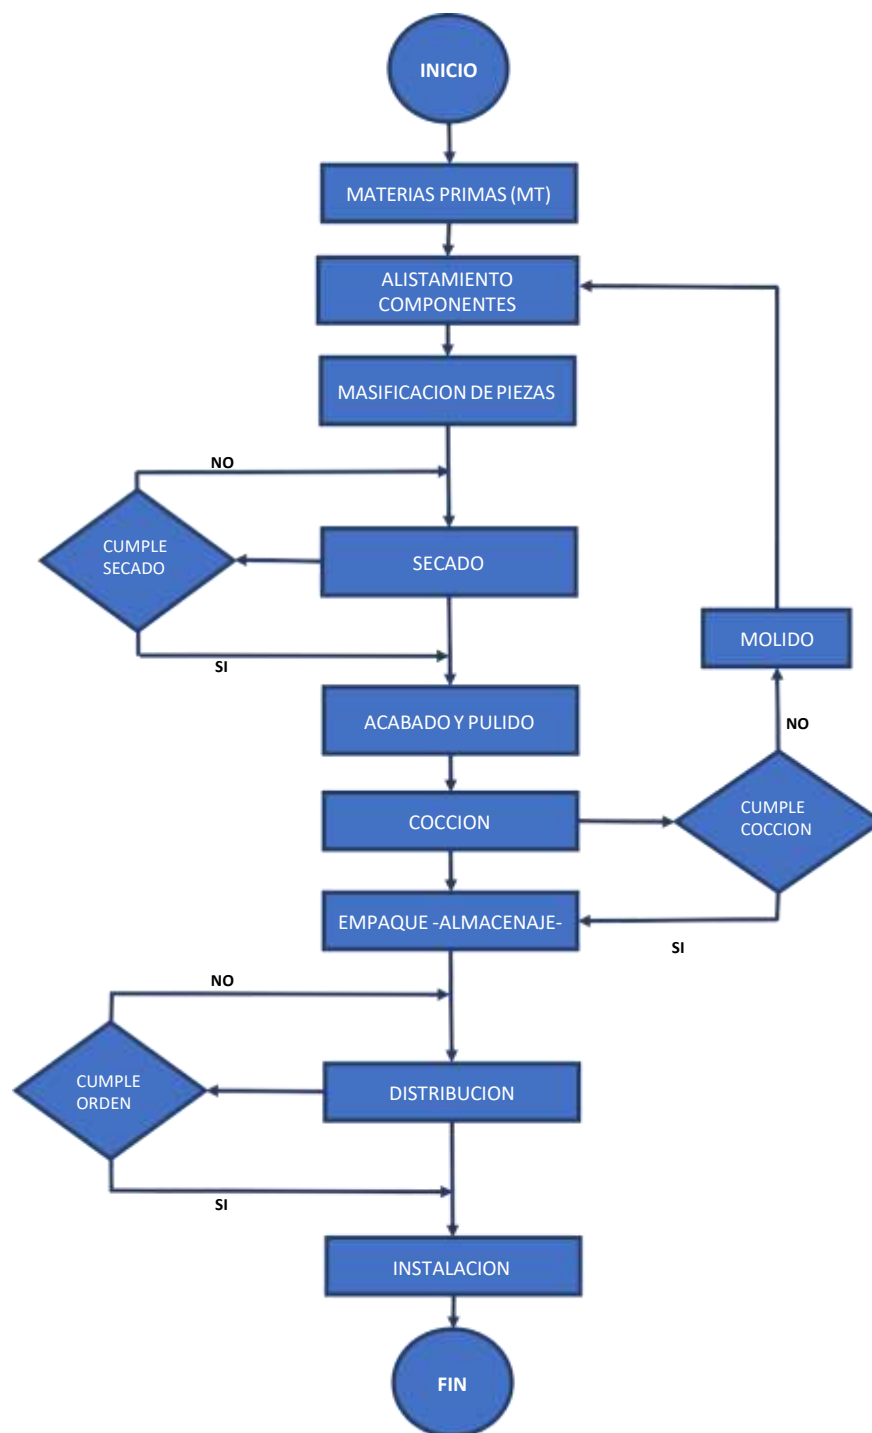 INICIO
MATERIAS PRIMAS (MT)
ALISTAMIENTO
COMPONENTES
MASIFICACION DE PIEZAS
NO
CUMPLE
SECADO
SECADO
SI
MOLIDO
ACABADO Y PULIDO
NO
COCCION
CUMPLE
COCCION
EMPAQUE -ALMACENAJE-
SI
NO
CUMPLE
ORDEN
DISTRIBUCION
SI
INSTALACION
FIN